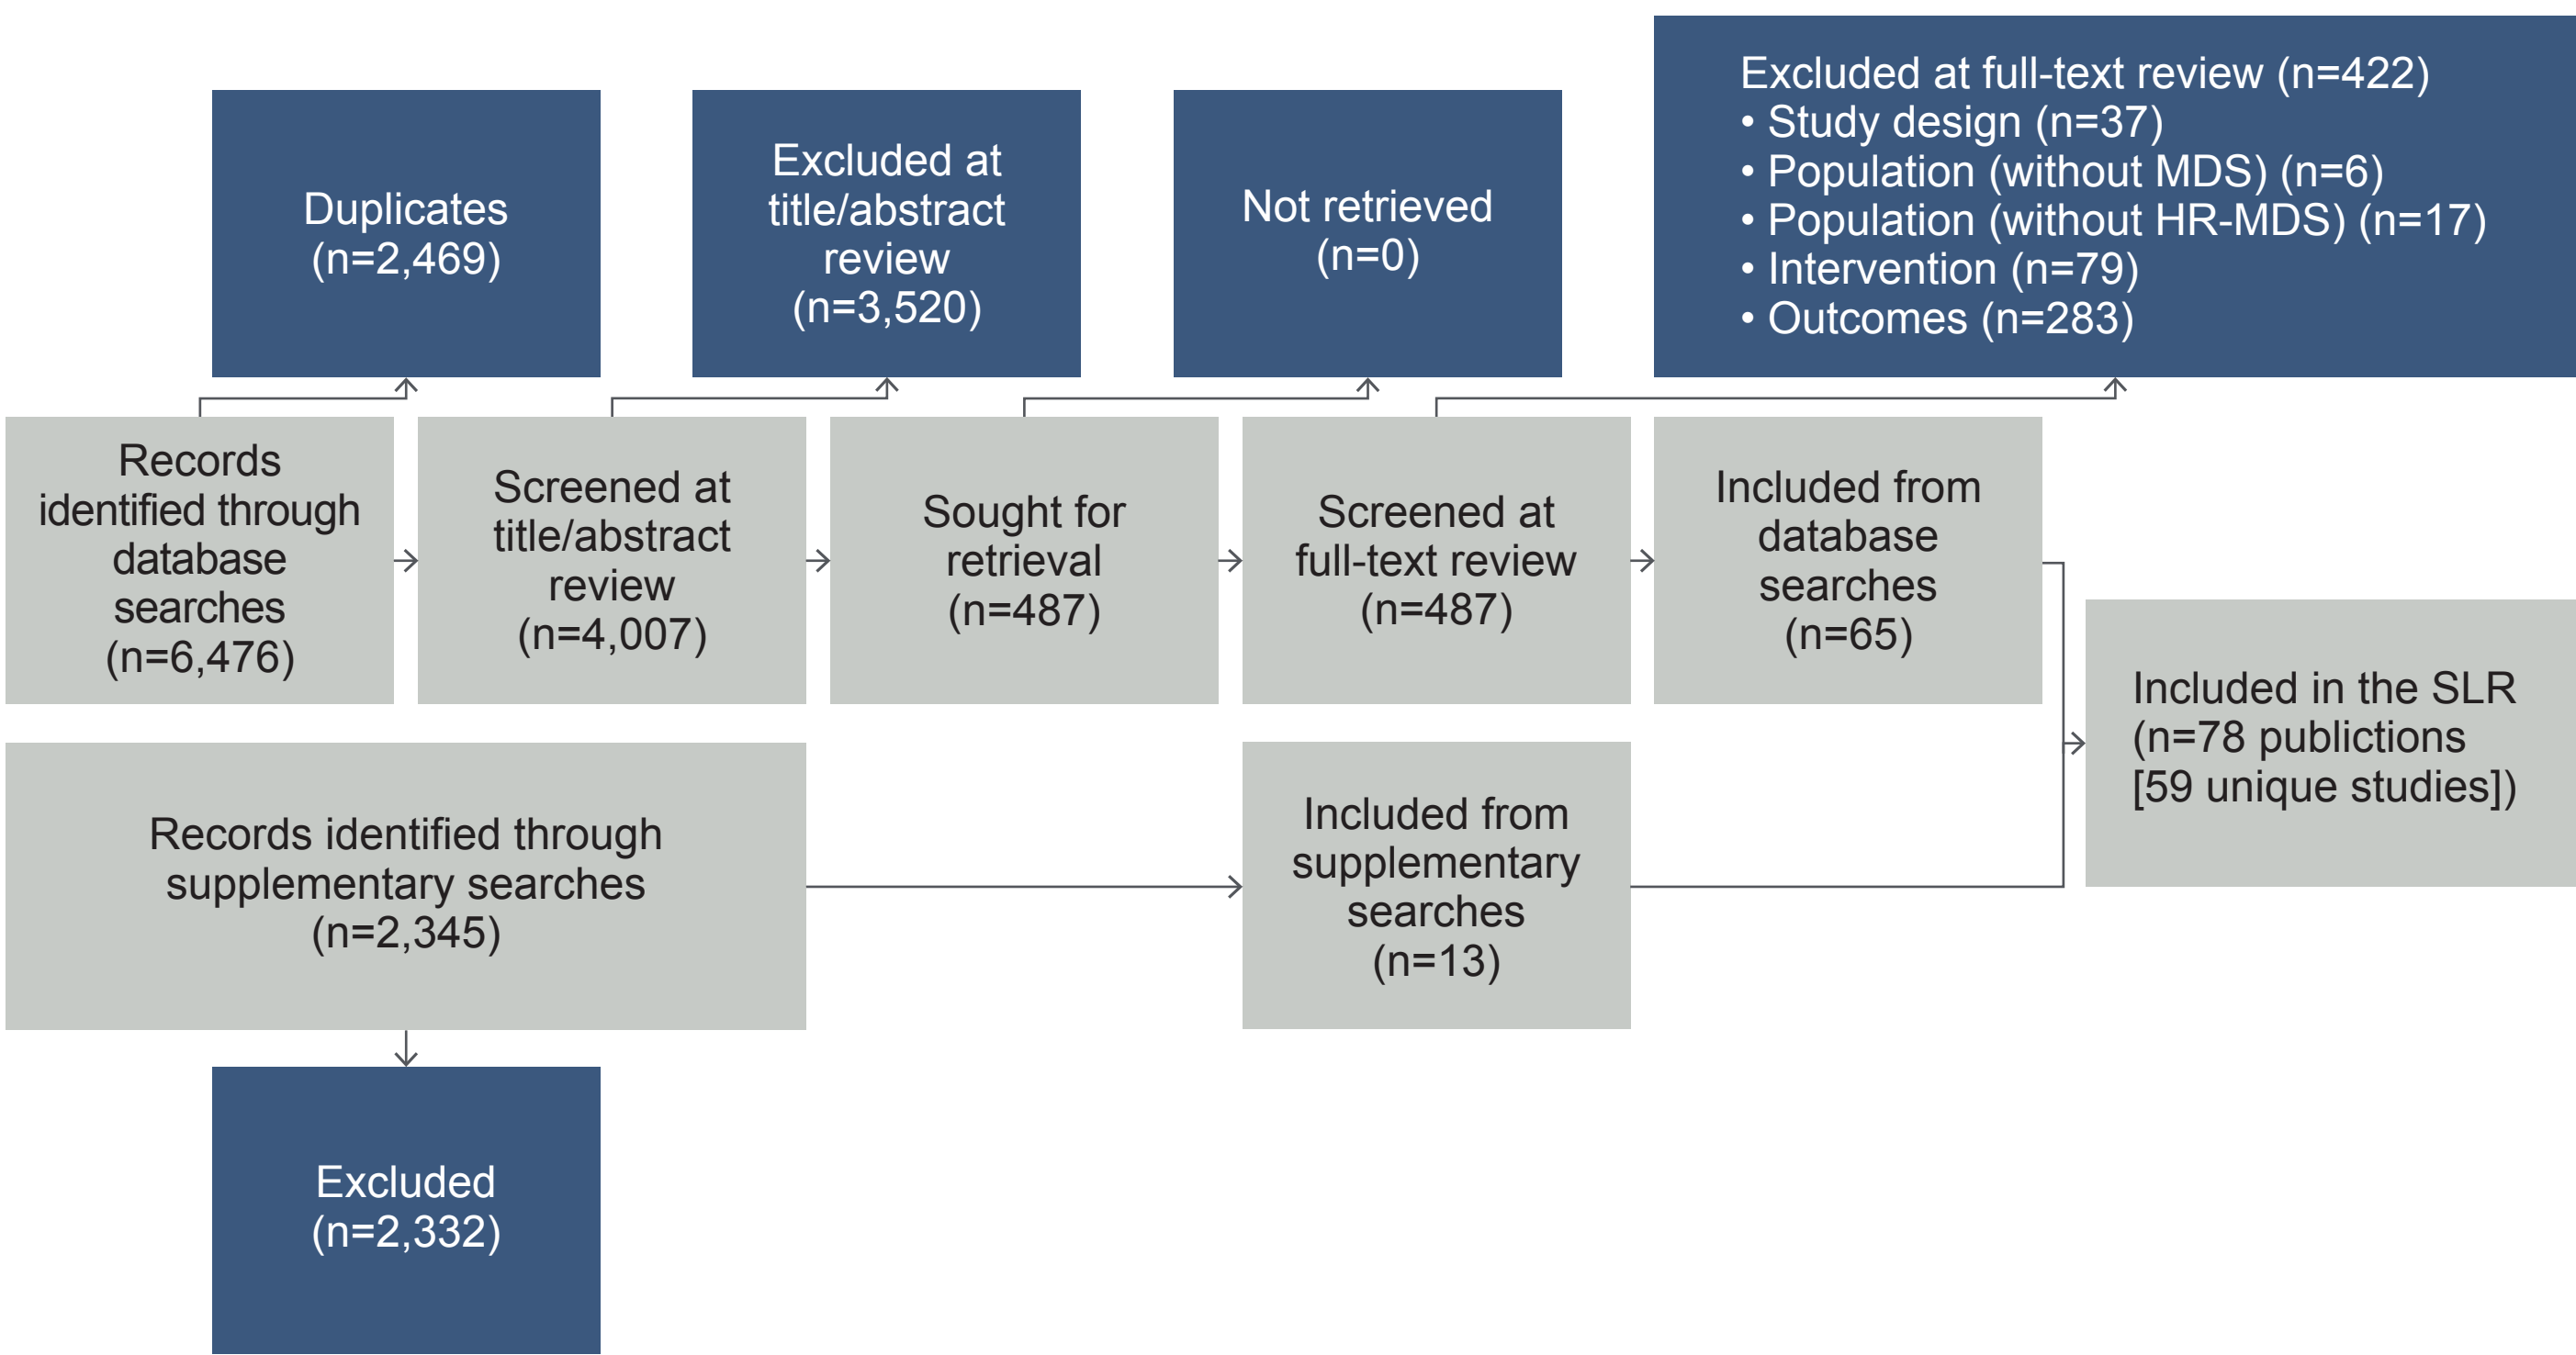 Duplicates
(n=2,469)
Excluded at
title/abstract
review
(n=3,520)
Not retrieved
(n=0)
Excluded at full-text review (n=422)
• Study design (n=37)
• Population (without MDS) (n=6)
• Population (without HR-MDS) (n=17)
• Intervention (n=79)
• Outcomes (n=283)
Records
identified through
database
searches
(n=6,476)
Screened at
title/abstract
review
(n=4,007)
Sought for
retrieval
(n=487)
Screened at
full-text review
(n=487)
Included from
database
searches
(n=65)
Included in the SLR
(n=78 publictions
[59 unique studies])
Records identified through
supplementary searches
(n=2,345)
Included from
supplementary
searches
(n=13)
Excluded
(n=2,332)